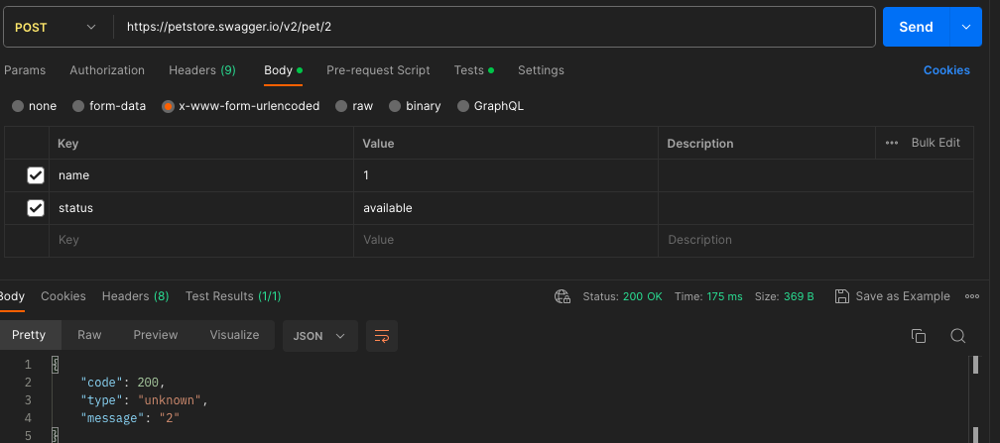 POST https://petstore.swagger.io/v2/pet/2 Send
Params Authorization Headers (9) Body Pre-request Script Tests Settings Cookies
none form-data x-www-form-urlencoded raw binary GraphQL
Key Value Description Bulk Edit
name 1
status available
Key Value Description
Body Cookies Headers (8) Test Results (1/1) Status: 200 OK Time: 175 ms Size: 369 B Save as Example
Pretty Raw Preview Visualize JSON
1 {
2 "code": 200,
3 "type": "unknown",
4 "message": "2"
5 }